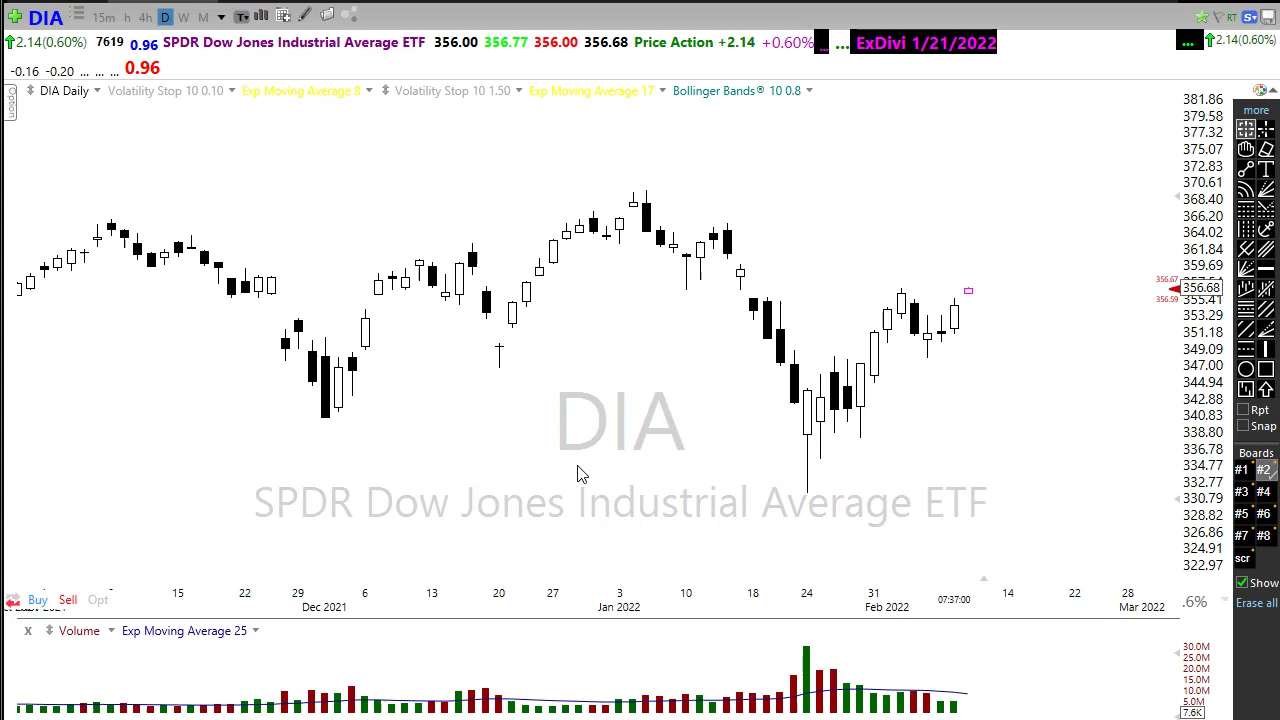 DIA 15m h 4h D W M T RT S
2.14(0.60%) 7619 0.96 SPDR Dow Jones Industrial Average ETF 356.00 356.77 356.00 356.68 Price Action +2.14 +0.60% ... ... ExDivi 1/21/2022 ... 2.14(0.60%)
-0.16 -0.20 ... ... ... 0.96
Option
DIA Daily Volatility Stop 10 0.10 Exp Moving Average 8 Volatility Stop 10 1.50 Exp Moving Average 17 Bollinger Bands® 10 0.8
381.86
379.58
377.32
375.07
372.83
370.61
368.40
366.20
364.02
361.84
359.69
356.67
356.68
356.59
355.41
353.29
351.18
349.09
347.00
344.94
342.88
340.83
338.80
336.78
334.77
332.77
330.79
328.82
326.86
324.91
322.97
more
T
Rpt
Snap
Boards
#1 #2
#3 #4
#5 #6
#7 #8
scr
Show
Erase all
DIA
SPDR Dow Jones Industrial Average ETF
15 22 29 6 13 20 27 3 10 18 24 31 07:37:00 14 22 28
Dec 2021 Jan 2022 Feb 2022 Mar 2022
Buy Sell Opt
.6%
X Volume Exp Moving Average 25
30.0M
25.0M
20.0M
15.0M
10.0M
5.0M
7.6K